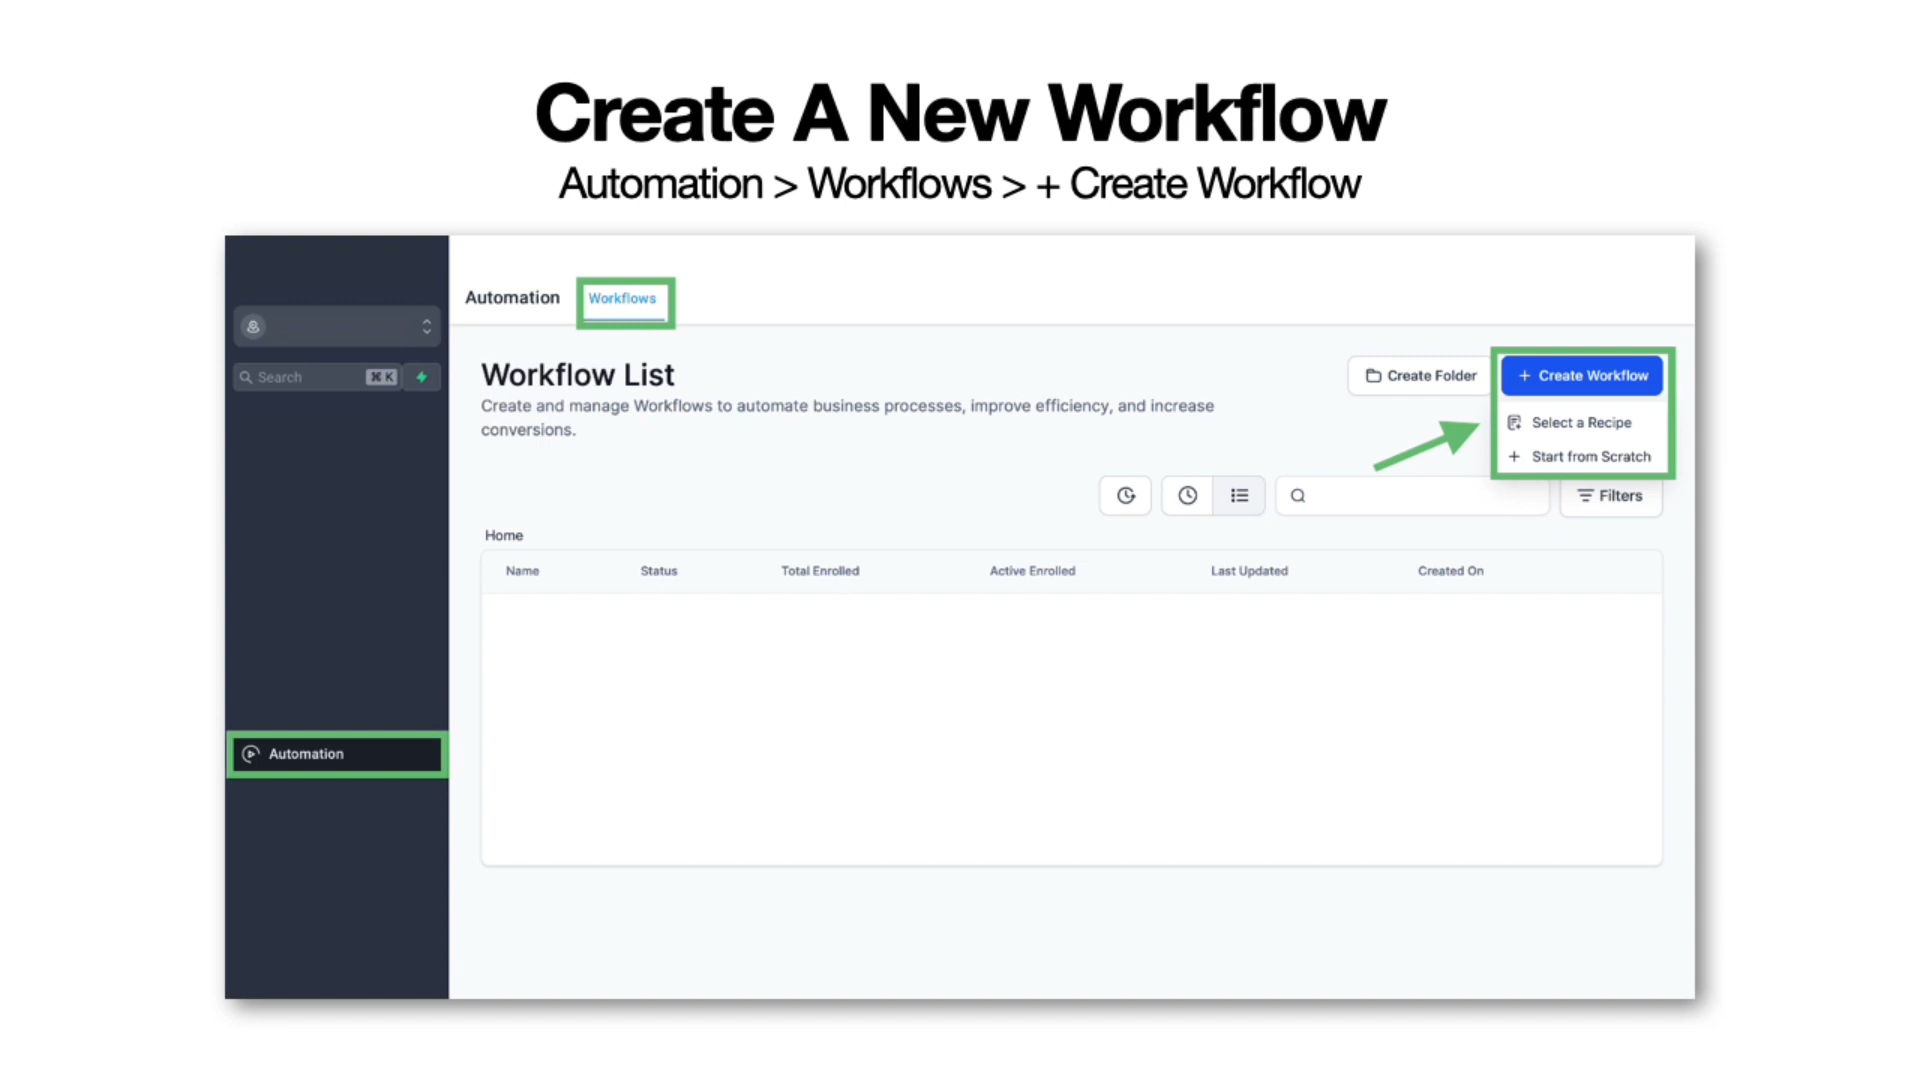 Create A New Workflow
Automation > Workflows > + Create Workflow
Automation
Workflows
Search
⌘ K
Workflow List
Create and manage Workflows to automate business processes, improve efficiency, and increase
conversions.
Create Folder
+ Create Workflow
Select a Recipe
+ Start from Scratch
Filters
Home
Name
Status
Total Enrolled
Active Enrolled
Last Updated
Created On
Automation